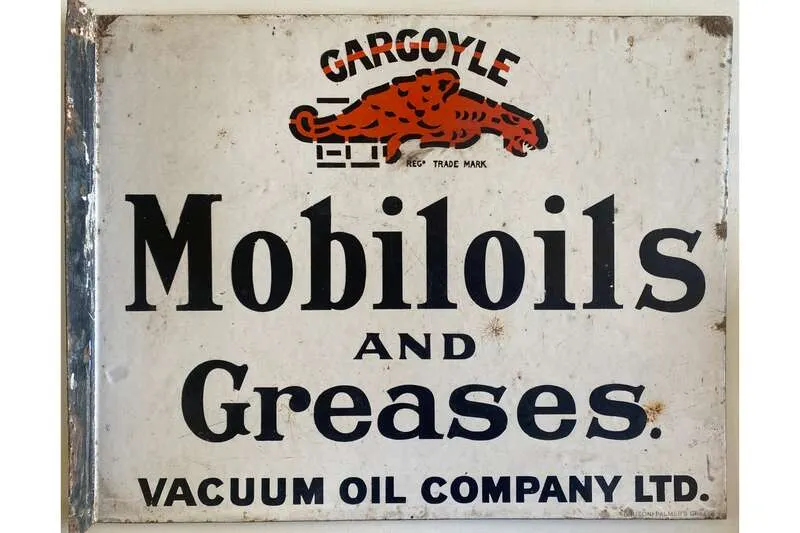 GARGOYLE
REGD TRADE MARK
Mobiloils
AND
Greases.
VACUUM OIL COMPANY LTD.